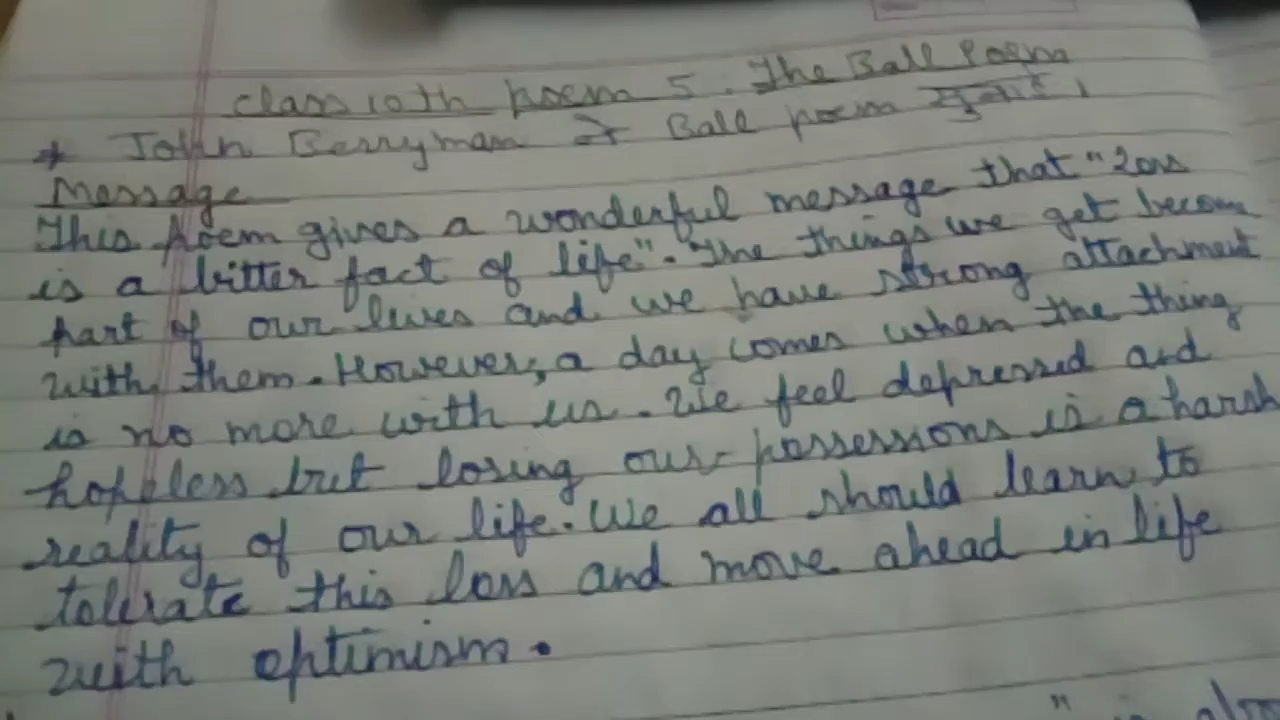 class 10th poem 5. The Ball Poem
* John Berryman ने Ball poem
Message
This poem gives a wonderful message that "Loss
is a bitter fact of life". The things we get become
part of our lives and we have strong attachment
with them. However, a day comes when the thing
is no more with us. We feel depressed and
hopeless but losing our possessions is a harsh
reality of our life. We all should learn to
tolerate this loss and move ahead in life
with optimism.